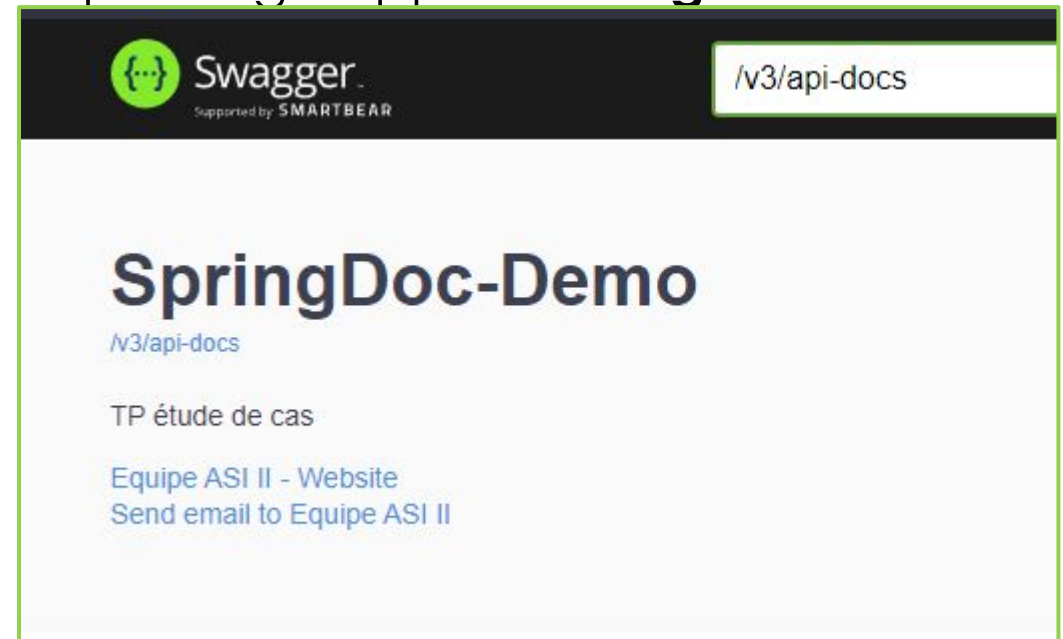 {...} Swagger.
Supported by SMARTBEAR
/v3/api-docs
SpringDoc-Demo
/v3/api-docs
TP étude de cas
Equipe ASI II - Website
Send email to Equipe ASI II